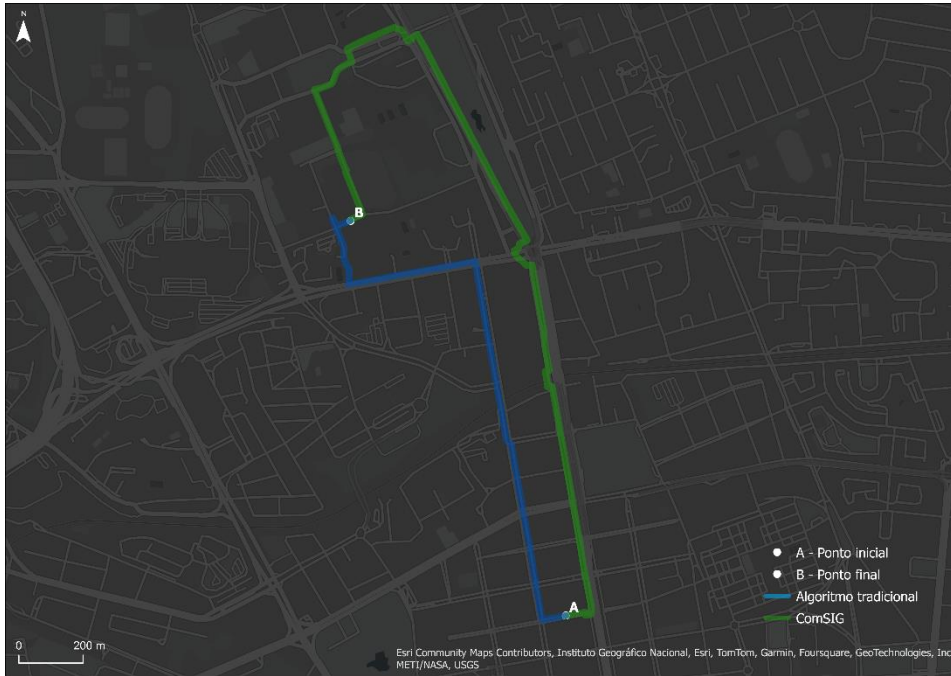 N
B
A
A - Ponto inicial
B - Ponto final
Algoritmo tradicional
ComSIG
0 200 m
Esri Community Maps Contributors, Instituto Geográfico Nacional, Esri, TomTom, Garmin, Foursquare, GeoTechnologies, Inc
METI/NASA, USGS